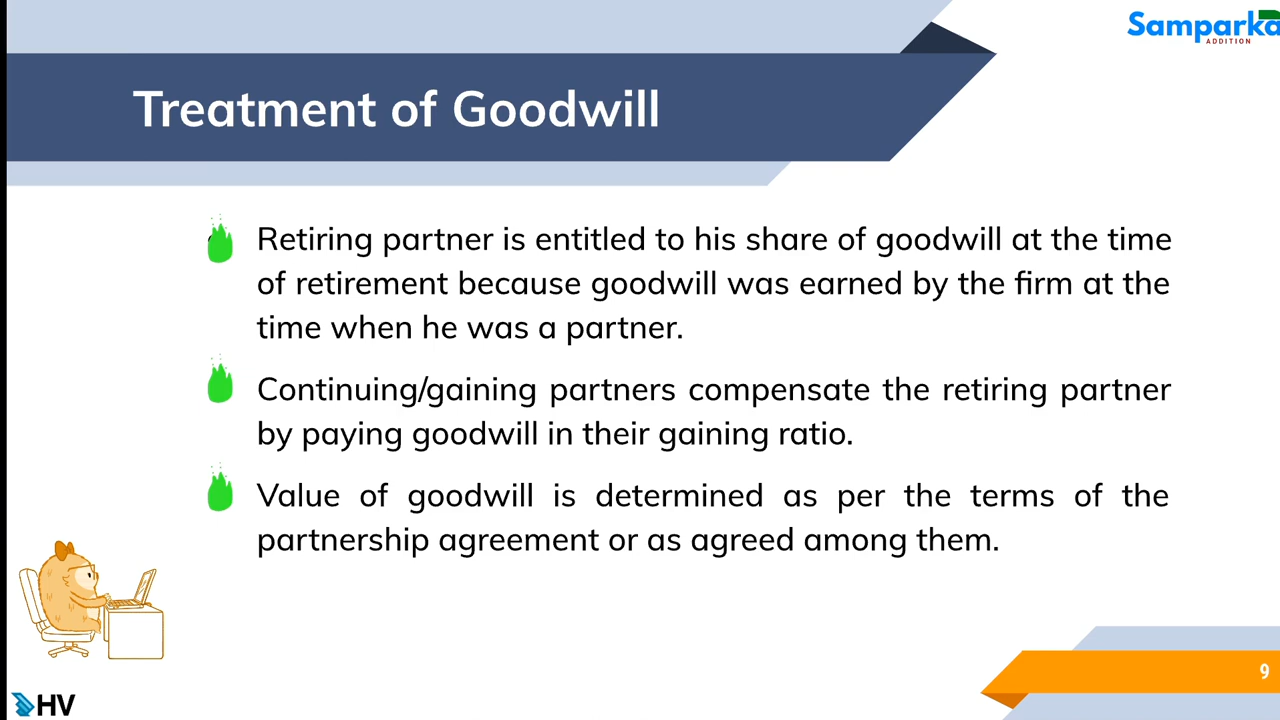 Samparka
ADDITION
Treatment of Goodwill
Retiring partner is entitled to his share of goodwill at the time
of retirement because goodwill was earned by the firm at the
time when he was a partner.
Continuing/gaining partners compensate the retiring partner
by paying goodwill in their gaining ratio.
Value of goodwill is determined as per the terms of the
partnership agreement or as agreed among them.
9
HV